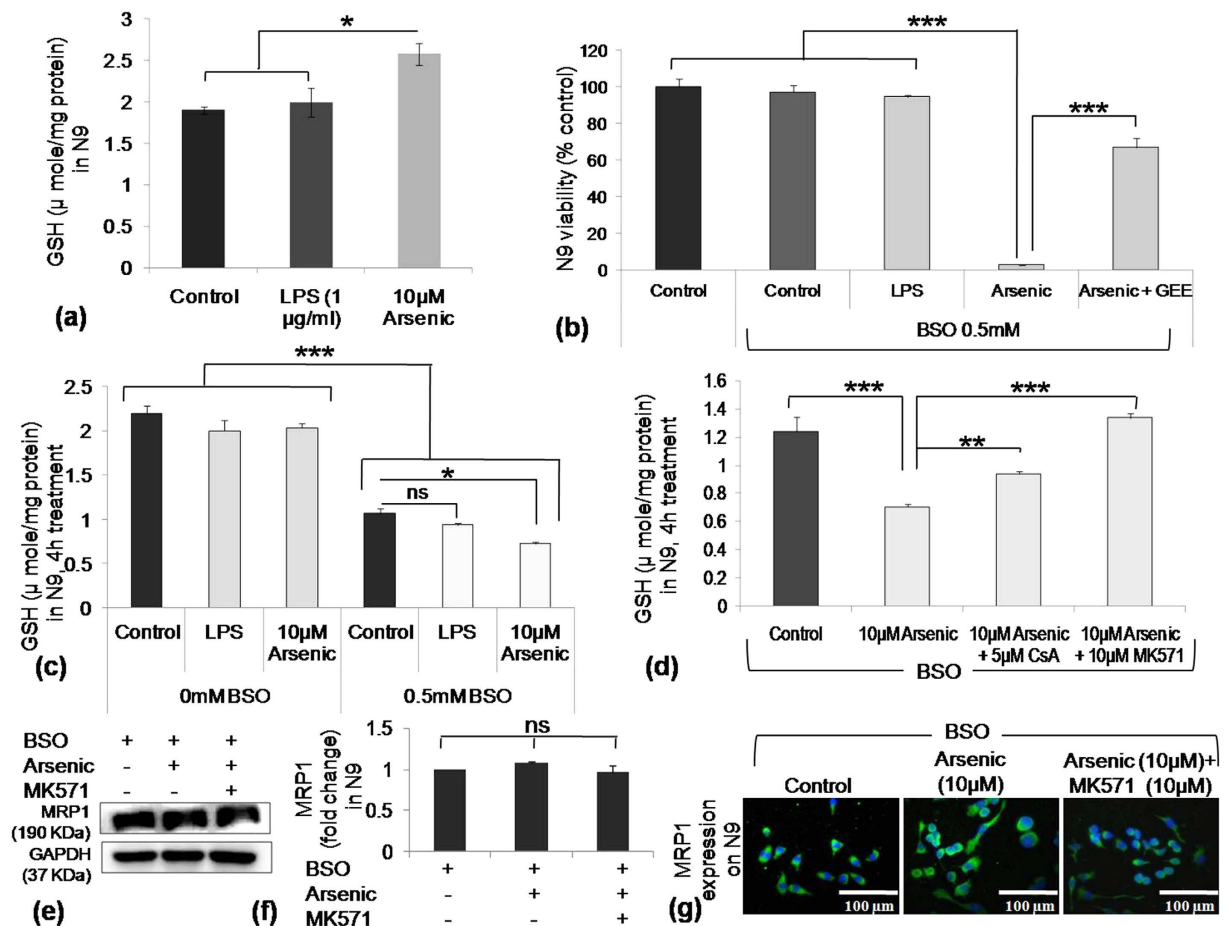 GSH (µ mole/mg protein)
in N9
3
2.5
2
1.5
1
0.5
0
*
Control
LPS (1
µg/ml)
10µM
Arsenic
(a)
N9 viability (% control)
120
100
80
60
40
20
0
***
***
Control
Control
LPS
Arsenic
Arsenic + GEE
BSO 0.5mM
(b)
GSH (µ mole/mg protein)
in N9, 4h treatment
2.5
2
1.5
1
0.5
0
***
*
ns
Control
LPS
10µM
Arsenic
Control
LPS
10µM
Arsenic
0mM BSO
0.5mM BSO
(c)
GSH (µ mole/mg protein)
in N9, 4h treatment
1.6
1.4
1.2
1
0.8
0.6
0.4
0.2
0
***
**
***
Control
10µM Arsenic
10µM Arsenic
+ 5µM CsA
10µM Arsenic
+ 10µM MK571
BSO
(d)
BSO + + +
Arsenic - + +
MK571 - - +
MRP1
(190 KDa)
GAPDH
(37 KDa)
(e)
MRP1
(fold change)
in N9
1.5
1
0.5
0
ns
BSO + + +
Arsenic - + +
MK571 - - +
(f)
BSO
Control
Arsenic
(10µM)
Arsenic (10µM)+
MK571 (10µM)
MRP1
expression
on N9
100 µm
100 µm
100 µm
(g)